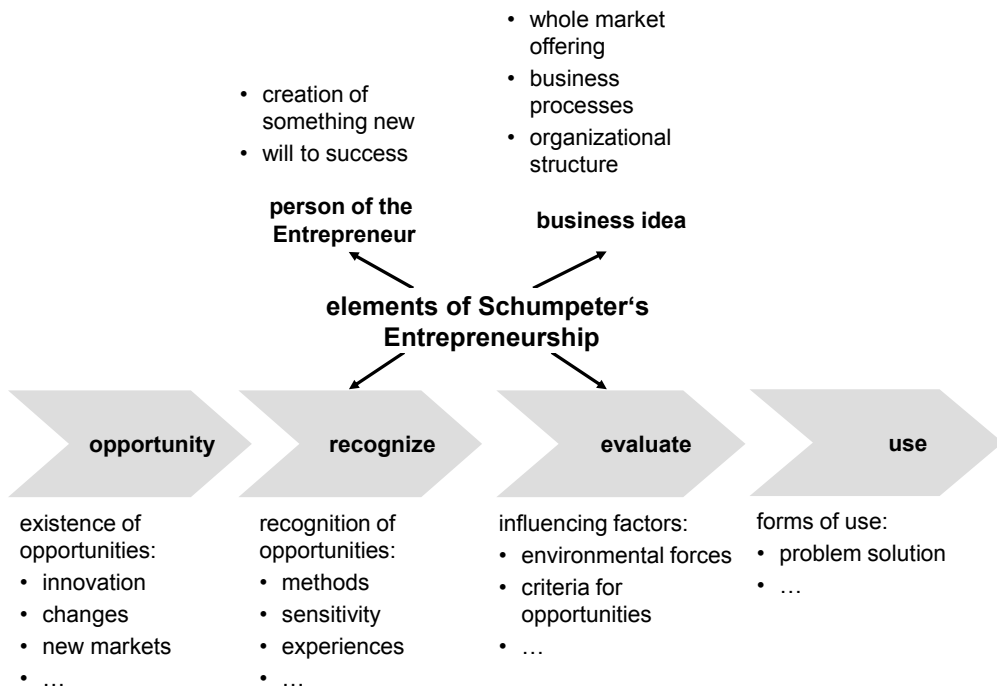 • creation of
something new
• will to success
person of the
Entrepreneur
• whole market
offering
• business
processes
• organizational
structure
business idea
elements of Schumpeter‘s
Entrepreneurship
opportunity
recognize
evaluate
use
existence of
opportunities:
• innovation
• changes
• new markets
• …
recognition of
opportunities:
• methods
• sensitivity
• experiences
• …
influencing factors:
• environmental forces
• criteria for
opportunities
• …
forms of use:
• problem solution
• …